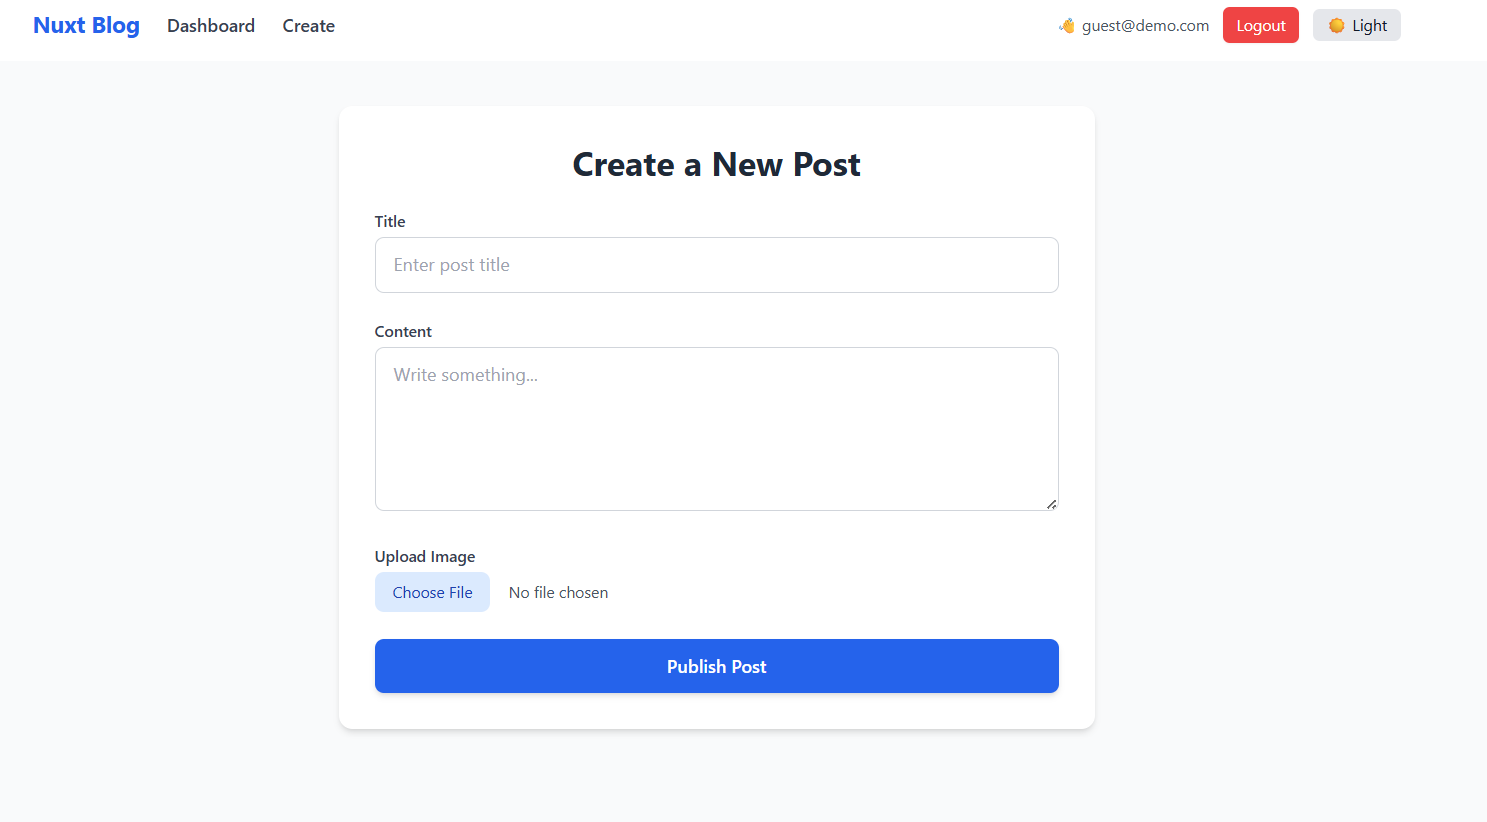 Nuxt Blog Dashboard Create 👋 guest@demo.com Logout 🌞 Light
Create a New Post
Title
Enter post title
Content
Write something...
Upload Image
Choose File No file chosen
Publish Post